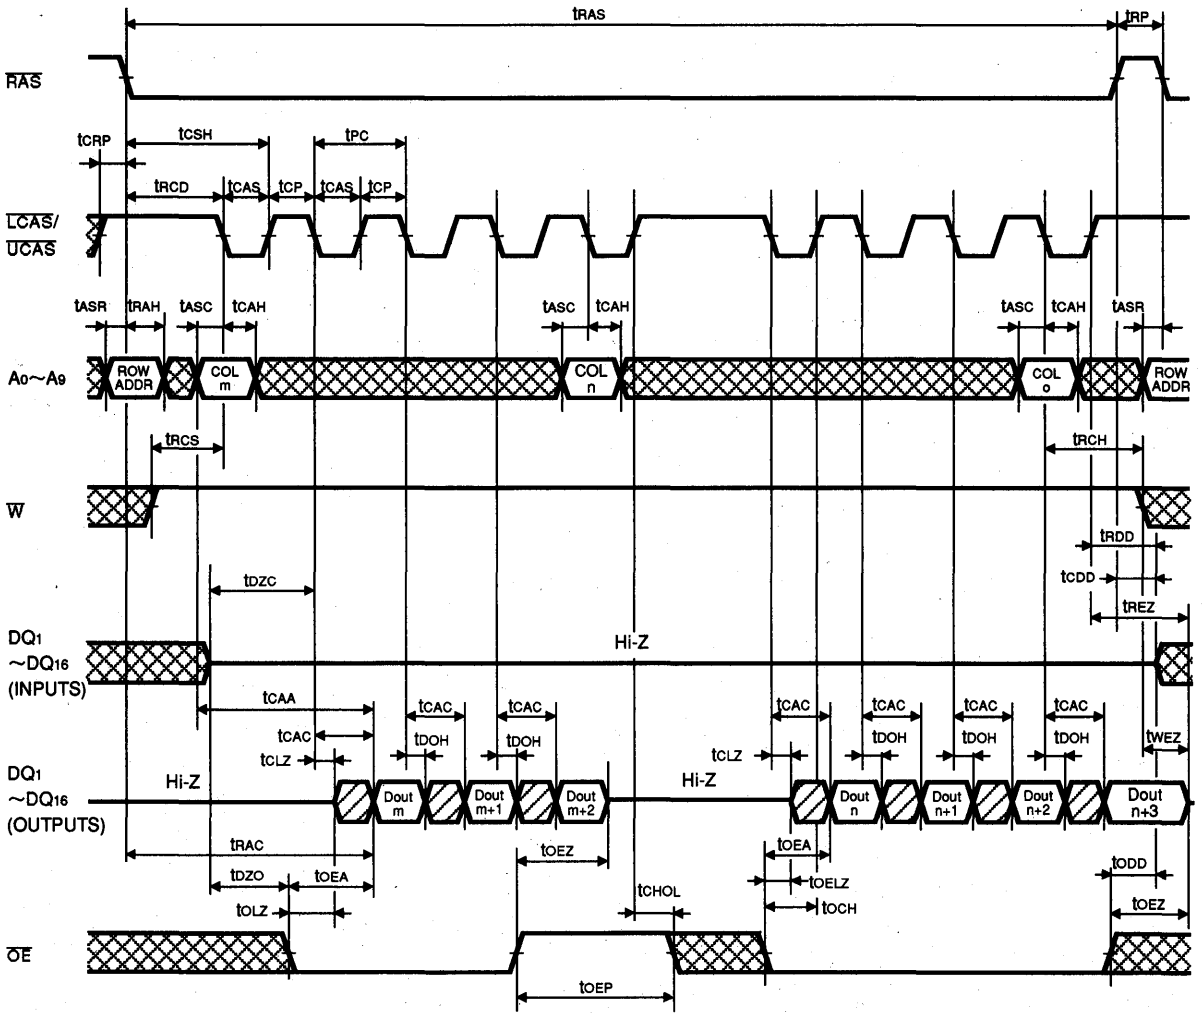 tRAS tRP
RAS
tCRP tCSH tPC
tRCD tCAS tCP tCAS tCP
LCAS/
UCAS
tASR tRAH tASC tCAH tASC tCAH tASC tCAH tASR
A0~A9 ROW ADDR COL m COL n COL o ROW ADDR
tRCS tRCH
W
tRDD
tCDD
tDZC tREZ
DQ1
~DQ16
(INPUTS)
Hi-Z
tCAA tCAC tCAC tCAC tCAC tCAC tCAC
tCAC tDOH tDOH tDOH tDOH tDOH tWEZ
tCLZ tCLZ
DQ1
~DQ16
(OUTPUTS)
Hi-Z Dout m Dout m+1 Dout m+2 Hi-Z Dout n Dout n+1 Dout n+2 Dout n+3
tRAC tOEZ tOEA
tDZO tOEA tOELZ tODD
tOLZ tCHOL tOCH tOEZ
OE
tOEP